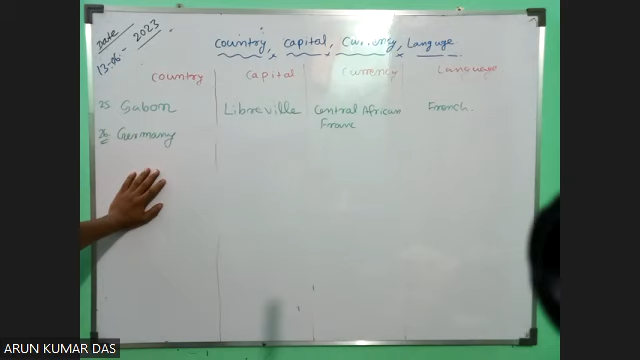 Date
13-06-2023
Country, Capital, Currency, Languge
Country Capital Currency Language
25 Gabon Libreville Central African French.
Franc
26 Germany
ARUN KUMAR DAS